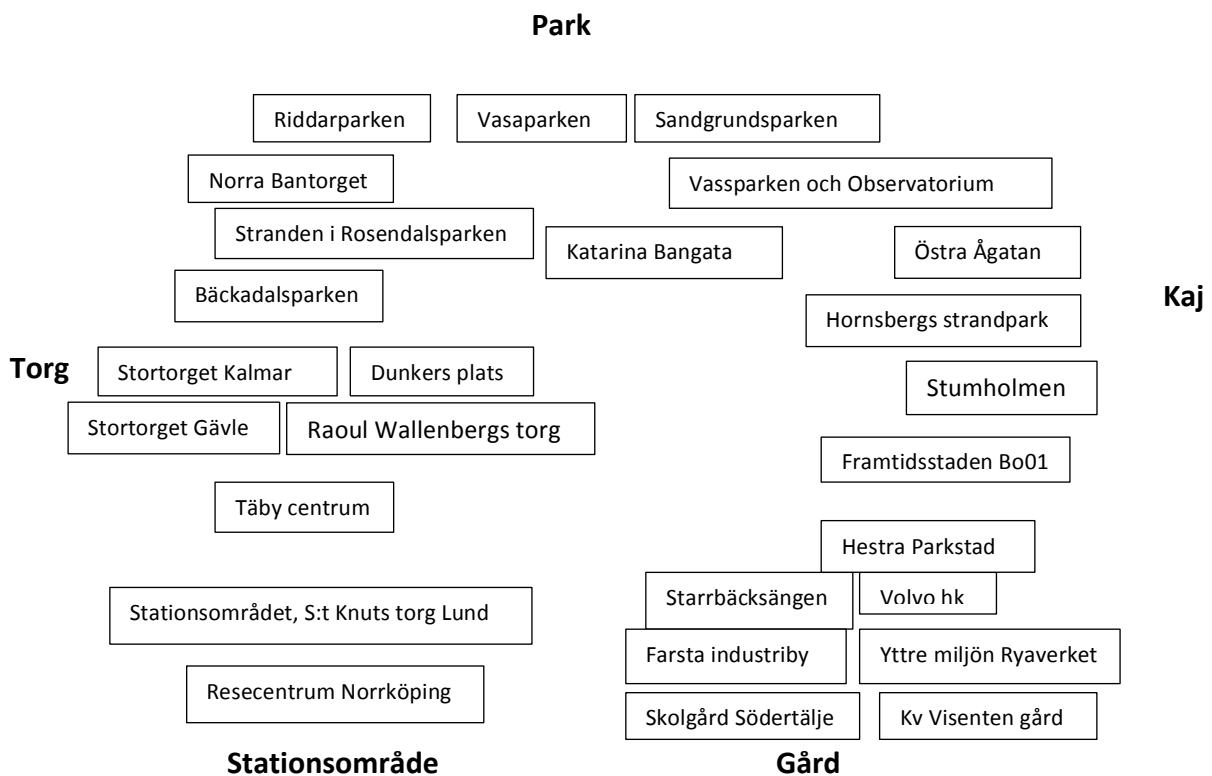 Park
Riddarparken
Vasaparken
Sandgrundsparken
Norra Bantorget
Vassparken och Observatorium
Stranden i Rosendalsparken
Katarina Bangata
Östra Ågatan
Bäckadalsparken
Kaj
Hornsbergs strandpark
Torg
Stortorget Kalmar
Dunkers plats
Stumholmen
Stortorget Gävle
Raoul Wallenbergs torg
Framtidsstaden Bo01
Täby centrum
Hestra Parkstad
Starrbäcksängen
Volvo hk
Stationsområdet, S:t Knuts torg Lund
Farsta industriby
Yttre miljön Ryaverket
Resecentrum Norrköping
Skolgård Södertälje
Kv Visenten gård
Stationsområde
Gård